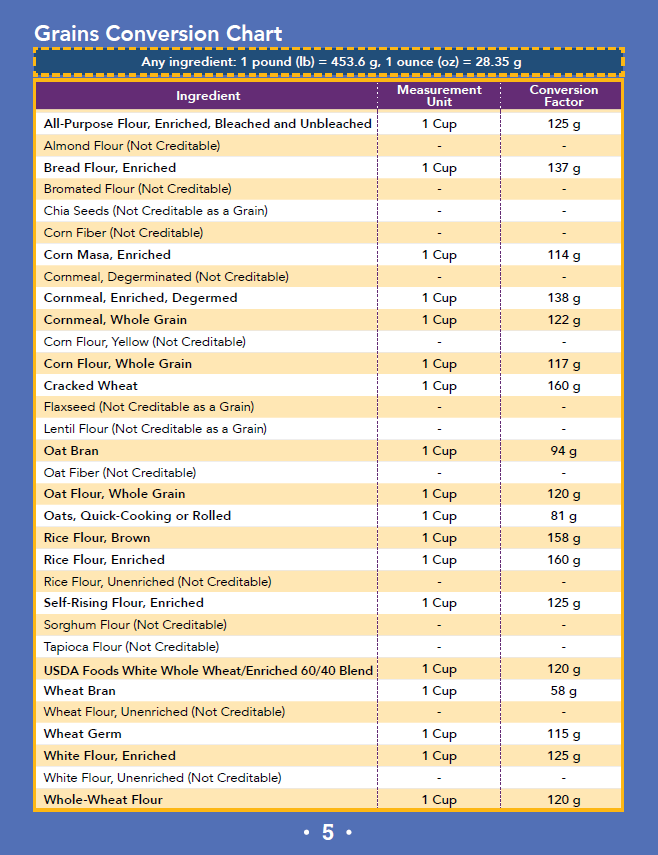 Grains Conversion Chart
Any ingredient: 1 pound (lb) = 453.6 g, 1 ounce (oz) = 28.35 g
Ingredient Measurement Unit Conversion Factor
All-Purpose Flour, Enriched, Bleached and Unbleached 1 Cup 125 g
Almond Flour (Not Creditable) - -
Bread Flour, Enriched 1 Cup 137 g
Bromated Flour (Not Creditable) - -
Chia Seeds (Not Creditable as a Grain) - -
Corn Fiber (Not Creditable) - -
Corn Masa, Enriched 1 Cup 114 g
Cornmeal, Degerminated (Not Creditable) - -
Cornmeal, Enriched, Degermed 1 Cup 138 g
Cornmeal, Whole Grain 1 Cup 122 g
Corn Flour, Yellow (Not Creditable) - -
Corn Flour, Whole Grain 1 Cup 117 g
Cracked Wheat 1 Cup 160 g
Flaxseed (Not Creditable as a Grain) - -
Lentil Flour (Not Creditable as a Grain) - -
Oat Bran 1 Cup 94 g
Oat Fiber (Not Creditable) - -
Oat Flour, Whole Grain 1 Cup 120 g
Oats, Quick-Cooking or Rolled 1 Cup 81 g
Rice Flour, Brown 1 Cup 158 g
Rice Flour, Enriched 1 Cup 160 g
Rice Flour, Unenriched (Not Creditable) - -
Self-Rising Flour, Enriched 1 Cup 125 g
Sorghum Flour (Not Creditable) - -
Tapioca Flour (Not Creditable) - -
USDA Foods White Whole Wheat/Enriched 60/40 Blend 1 Cup 120 g
Wheat Bran 1 Cup 58 g
Wheat Flour, Unenriched (Not Creditable) - -
Wheat Germ 1 Cup 115 g
White Flour, Enriched 1 Cup 125 g
White Flour, Unenriched (Not Creditable) - -
Whole-Wheat Flour 1 Cup 120 g
• 5 •